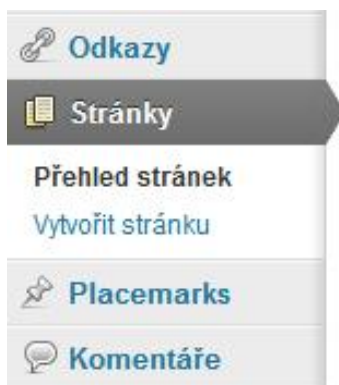 Odkazy
Stránky
Přehled stránek
Vytvořit stránku
Placemarks
Komentáře